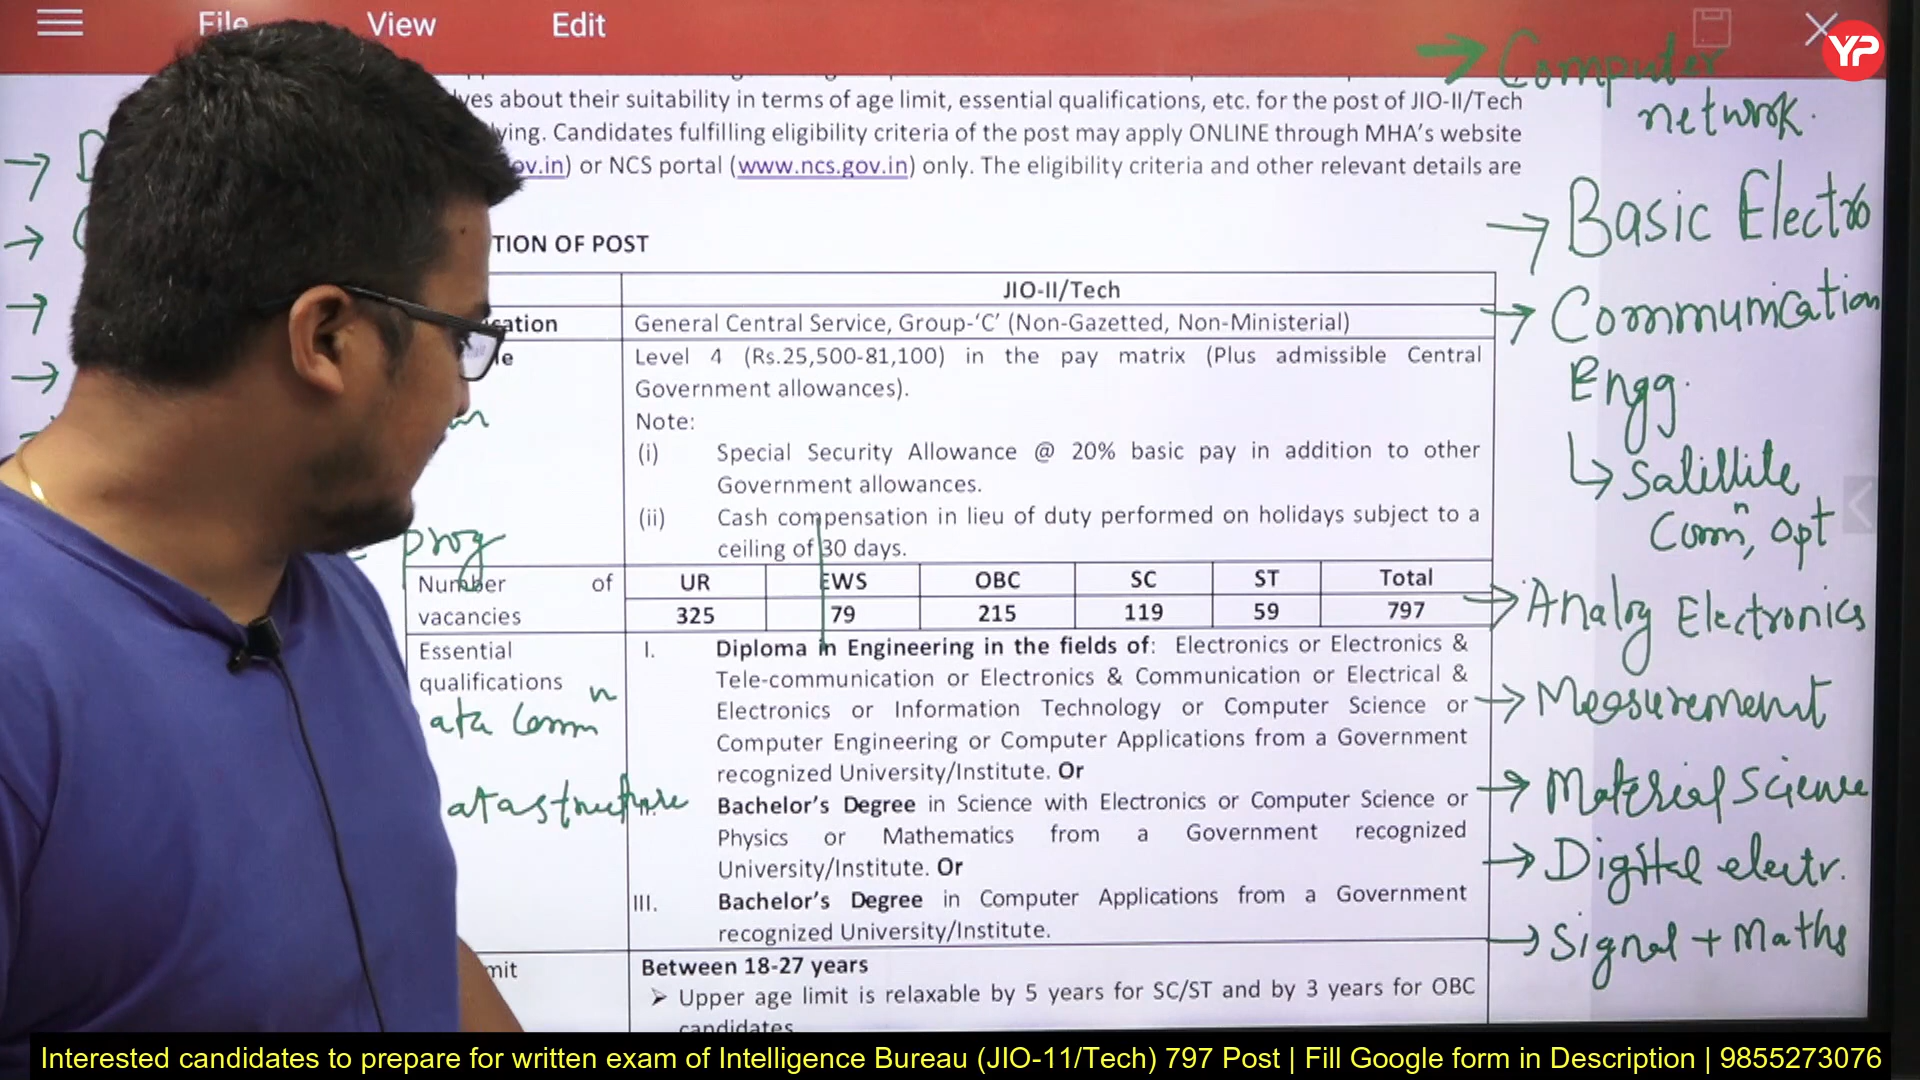 File View Edit
YP
→ Computer
network.
ves about their suitability in terms of age limit, essential qualifications, etc. for the post of JIO-II/Tech
ying. Candidates fulfilling eligibility criteria of the post may apply ONLINE through MHA's website
ov.in) or NCS portal (www.ncs.gov.in) only. The eligibility criteria and other relevant details are
TION OF POST
JIO-II/Tech
cation General Central Service, Group-'C' (Non-Gazetted, Non-Ministerial)
le Level 4 (Rs.25,500-81,100) in the pay matrix (Plus admissible Central
Government allowances).
Note:
(i) Special Security Allowance @ 20% basic pay in addition to other
Government allowances.
(ii) Cash compensation in lieu of duty performed on holidays subject to a
ceiling of 30 days.
Number of vacancies
UR EWS OBC SC ST Total
325 79 215 119 59 797
Essential
qualifications
I. Diploma in Engineering in the fields of: Electronics or Electronics &
Tele-communication or Electronics & Communication or Electrical &
Electronics or Information Technology or Computer Science or
Computer Engineering or Computer Applications from a Government
recognized University/Institute. Or
II. Bachelor's Degree in Science with Electronics or Computer Science or
Physics or Mathematics from a Government recognized
University/Institute. Or
III. Bachelor's Degree in Computer Applications from a Government
recognized University/Institute.
mit Between 18-27 years
➤ Upper age limit is relaxable by 5 years for SC/ST and by 3 years for OBC
candidates
prog
ata Commn
atastructure
→ Basic Electro
→ Communication
Engg.
↳ Satillite
Commn, opt
→ Analog Electronics
→ Measurement
→ Material Science
→ Digital electr.
→ Signal + Maths
Interested candidates to prepare for written exam of Intelligence Bureau (JIO-11/Tech) 797 Post | Fill Google form in Description | 9855273076